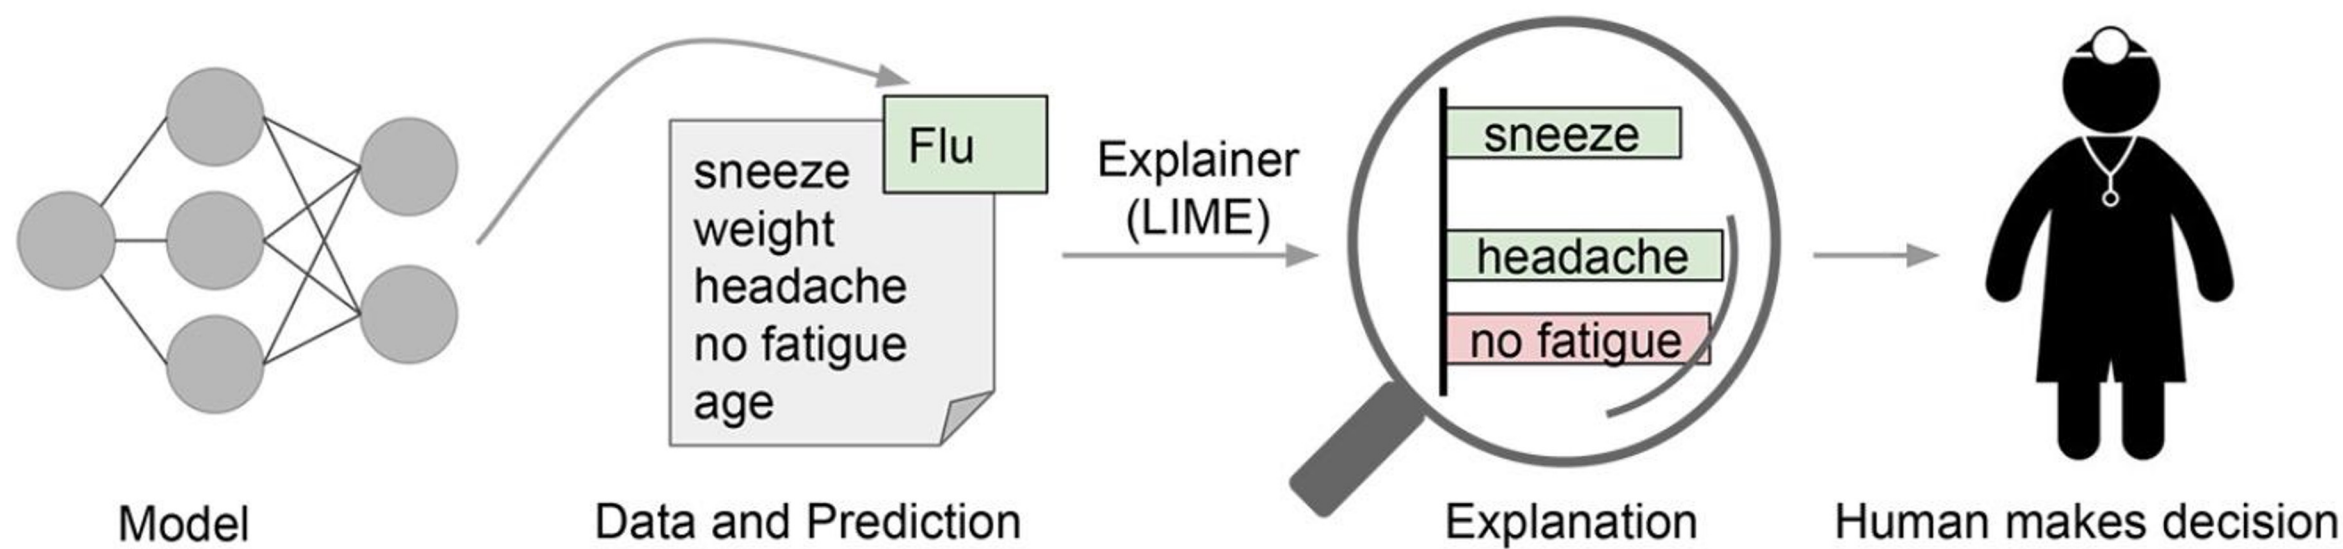 Flu
sneeze
weight
headache
no fatigue
age
Explainer
(LIME)
sneeze
headache
no fatigue
Model
Data and Prediction
Explanation
Human makes decision